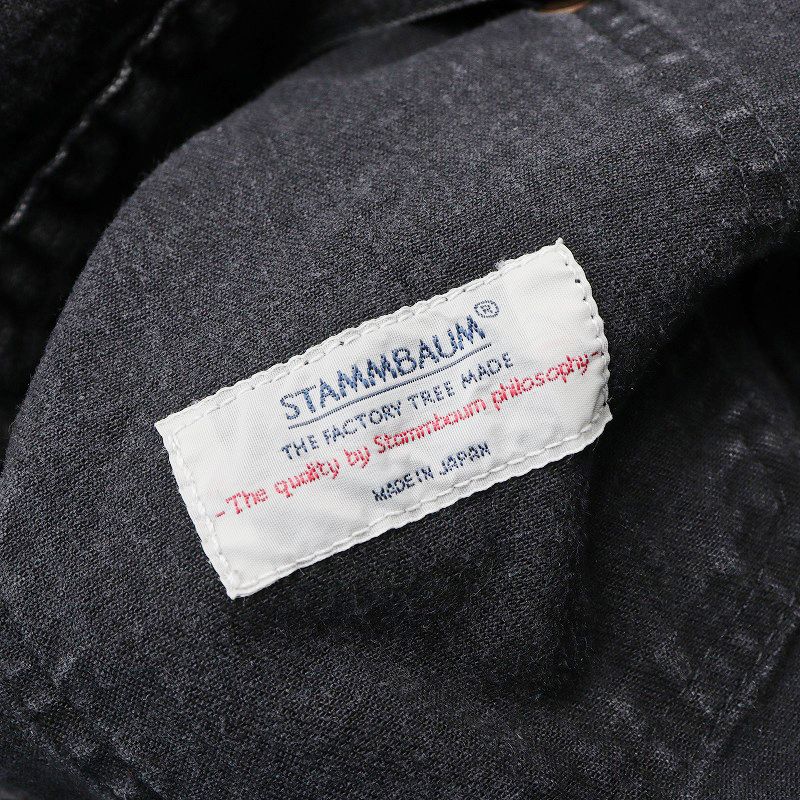 STAMMBAUM®
THE FACTORY TREE MADE
-The quality by Stammbaum philosophy-
MADE IN JAPAN